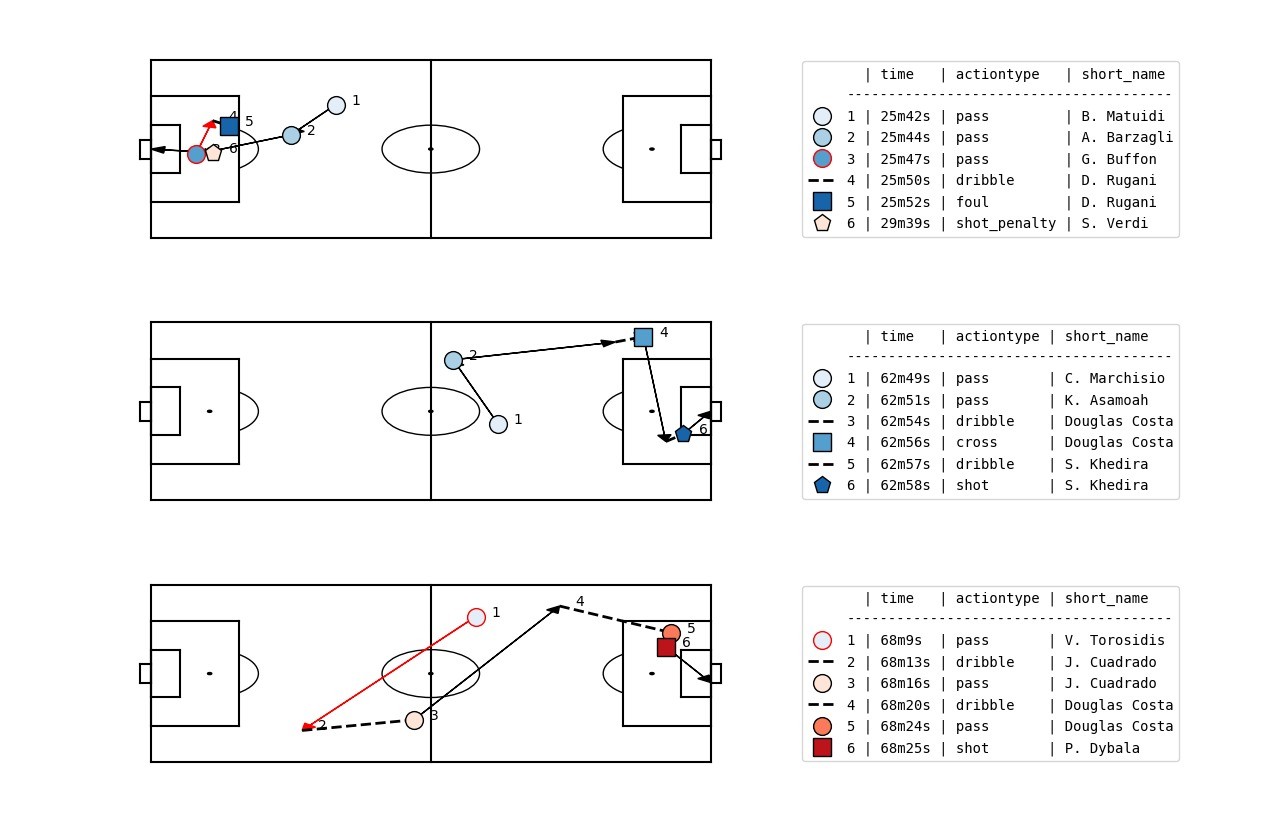 1
2
4
5
3
6
| time | actiontype | short_name
---------------------------------------
1 | 25m42s | pass | B. Matuidi
2 | 25m44s | pass | A. Barzagli
3 | 25m47s | pass | G. Buffon
4 | 25m50s | dribble | D. Rugani
5 | 25m52s | foul | D. Rugani
6 | 29m39s | shot_penalty | S. Verdi
4
2
1
6
| time | actiontype | short_name
---------------------------------------
1 | 62m49s | pass | C. Marchisio
2 | 62m51s | pass | K. Asamoah
3 | 62m54s | dribble | Douglas Costa
4 | 62m56s | cross | Douglas Costa
5 | 62m57s | dribble | S. Khedira
6 | 62m58s | shot | S. Khedira
4
1
5
6
3
2
| time | actiontype | short_name
---------------------------------------
1 | 68m9s | pass | V. Torosidis
2 | 68m13s | dribble | J. Cuadrado
3 | 68m16s | pass | J. Cuadrado
4 | 68m20s | dribble | Douglas Costa
5 | 68m24s | pass | Douglas Costa
6 | 68m25s | shot | P. Dybala